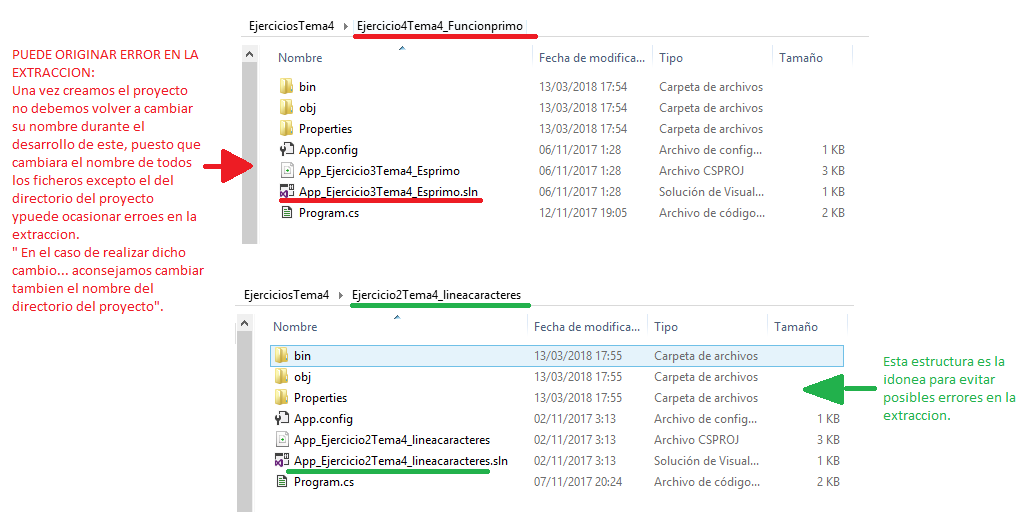 EjerciciosTema4 Ejercicio4Tema4_Funcionprimo
Nombre Fecha de modifica... Tipo Tamaño
bin 13/03/2018 17:54 Carpeta de archivos
obj 13/03/2018 17:54 Carpeta de archivos
Properties 13/03/2018 17:54 Carpeta de archivos
App.config 06/11/2017 1:28 Archivo de config... 1 KB
App_Ejercicio3Tema4_Esprimo 06/11/2017 1:28 Archivo CSPROJ 3 KB
App_Ejercicio3Tema4_Esprimo.sln 06/11/2017 1:28 Solución de Visual... 1 KB
Program.cs 12/11/2017 19:05 Archivo de código... 2 KB
PUEDE ORIGINAR ERROR EN LA
EXTRACCION:
Una vez creamos el proyecto
no debemos volver a cambiar
su nombre durante el
desarrollo de este, puesto que
cambiara el nombre de todos
los ficheros excepto el del
directorio del proyecto
ypuede ocasionar erroes en la
extraccion.
" En el caso de realizar dicho
cambio... aconsejamos cambiar
tambien el nombre del
directorio del proyecto".
EjerciciosTema4 Ejercicio2Tema4_lineacaracteres
Nombre Fecha de modifica... Tipo Tamaño
bin 13/03/2018 17:55 Carpeta de archivos
obj 13/03/2018 17:55 Carpeta de archivos
Properties 13/03/2018 17:55 Carpeta de archivos
App.config 02/11/2017 3:13 Archivo de config... 1 KB
App_Ejercicio2Tema4_lineacaracteres 02/11/2017 3:13 Archivo CSPROJ 3 KB
App_Ejercicio2Tema4_lineacaracteres.sln 02/11/2017 3:13 Solución de Visual... 1 KB
Program.cs 07/11/2017 20:24 Archivo de código... 2 KB
Esta estructura es la
idonea para evitar
posibles errores en la
extraccion.